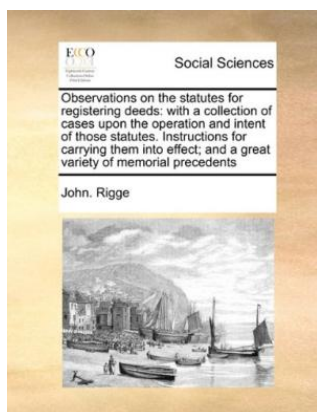 ECCO
Social Sciences
Observations on the statutes for
registering deeds: with a collection of
cases upon the operation and intent
of those statutes. Instructions for
carrying them into effect; and a great
variety of memorial precedents
John. Rigge